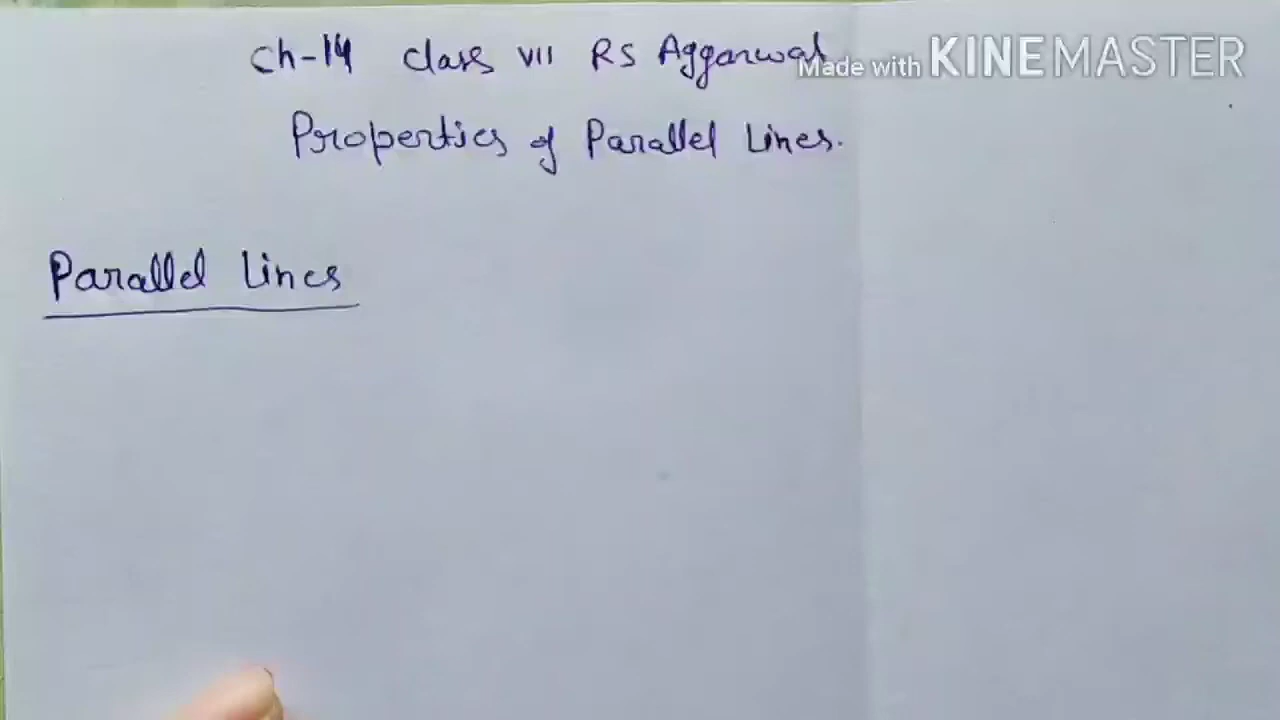 Ch-14 Class VII RS Aggarwal
Made with KINEMASTER
Properties of Parallel Lines.
Parallel Lines